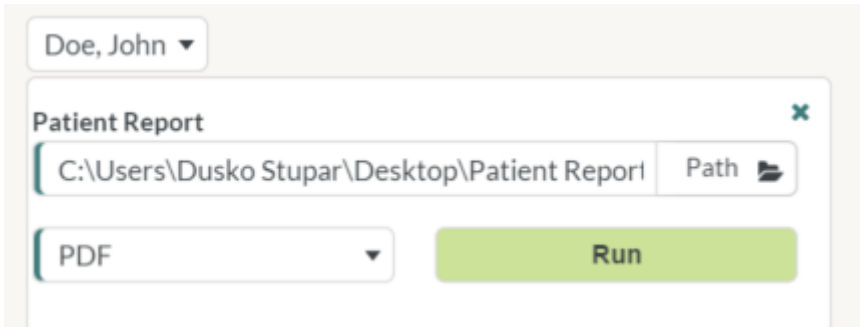 Doe, John
Patient Report
C:\Users\Dusko Stupar\Desktop\Patient Report Path
PDF Run